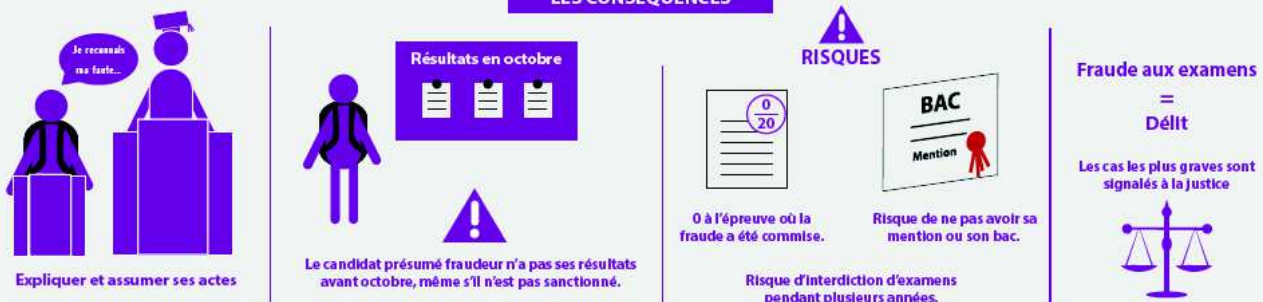 LES CONSÉQUENCES
Je reconnais
ma faute...
Expliquer et assumer ses actes
Résultats en octobre
Le candidat présumé fraudeur n'a pas ses résultats
avant octobre, même s'il n'est pas sanctionné.
RISQUES
0
20
0 à l'épreuve où la
fraude a été commise.
BAC
Mention
Risque de ne pas avoir sa
mention ou son bac.
Risque d'interdiction d'examens
pendant plusieurs années.
Fraude aux examens
=
Délit
Les cas les plus graves sont
signalés à la justice